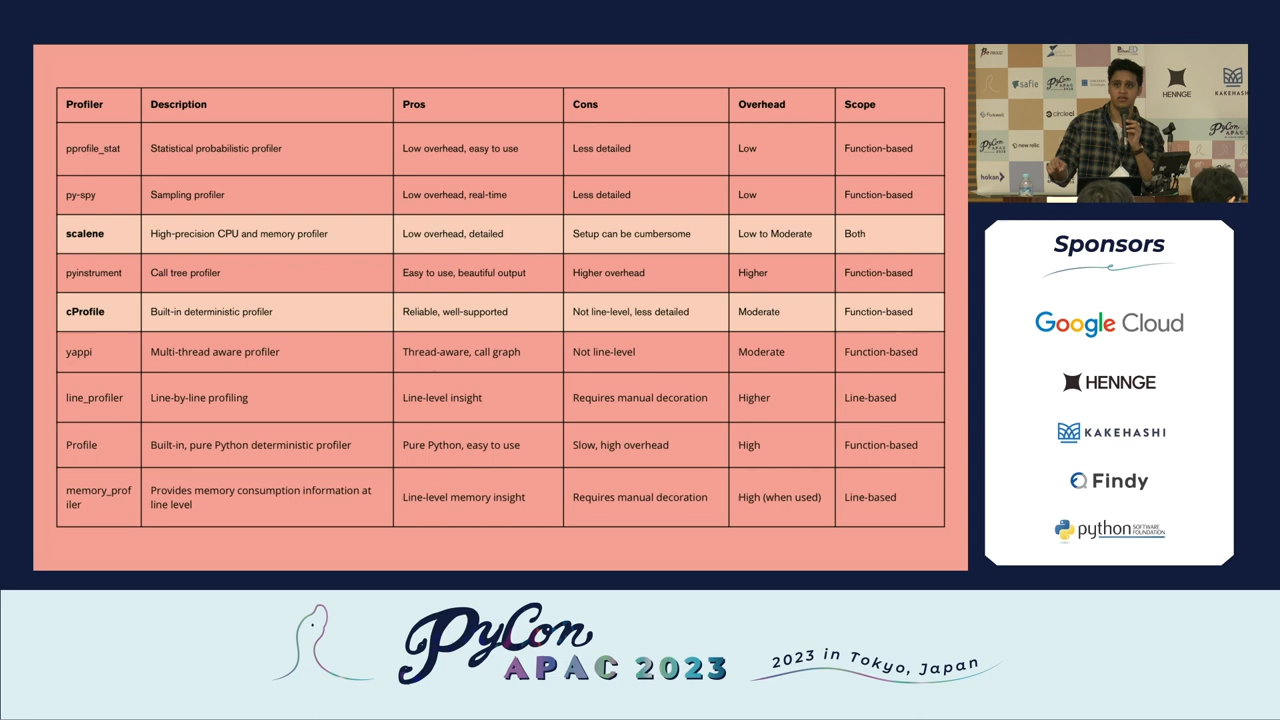 Profiler Description Pros Cons Overhead Scope
pprofile_stat Statistical probabilistic profiler Low overhead, easy to use Less detailed Low Function-based
py-spy Sampling profiler Low overhead, real-time Less detailed Low Function-based
scalene High-precision CPU and memory profiler Low overhead, detailed Setup can be cumbersome Low to Moderate Both
pyinstrument Call tree profiler Easy to use, beautiful output Higher overhead Higher Function-based
cProfile Built-in deterministic profiler Reliable, well-supported Not line-level, less detailed Moderate Function-based
yappi Multi-thread aware profiler Thread-aware, call graph Not line-level Moderate Function-based
line_profiler Line-by-line profiling Line-level insight Requires manual decoration Higher Line-based
Profile Built-in, pure Python deterministic profiler Pure Python, easy to use Slow, high overhead High Function-based
memory_prof
iler
Provides memory consumption information at
line level
Line-level memory insight Requires manual decoration High (when used) Line-based
safie
HENNGE
KAKEHASHI
circleci
new relic
hokan
Sponsors
Google Cloud
HENNGE
KAKEHASHI
Findy
python SOFTWARE
FOUNDATION
PyCon
APAC 2023
2023 in Tokyo, Japan